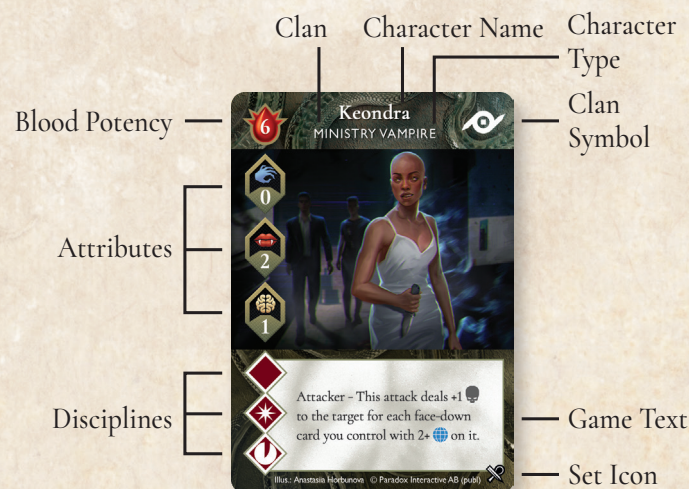 Clan
Character Name
Character
Type
Blood Potency
6
Keondra
MINISTRY VAMPIRE
Clan
Symbol
0
Attributes
2
1
Disciplines
Attacker - This attack deals +1
to the target for each face-down
card you control with 2+ on it.
Game Text
Illus.: Anastasiia Horbunova © Paradox Interactive AB (publ)
Set Icon